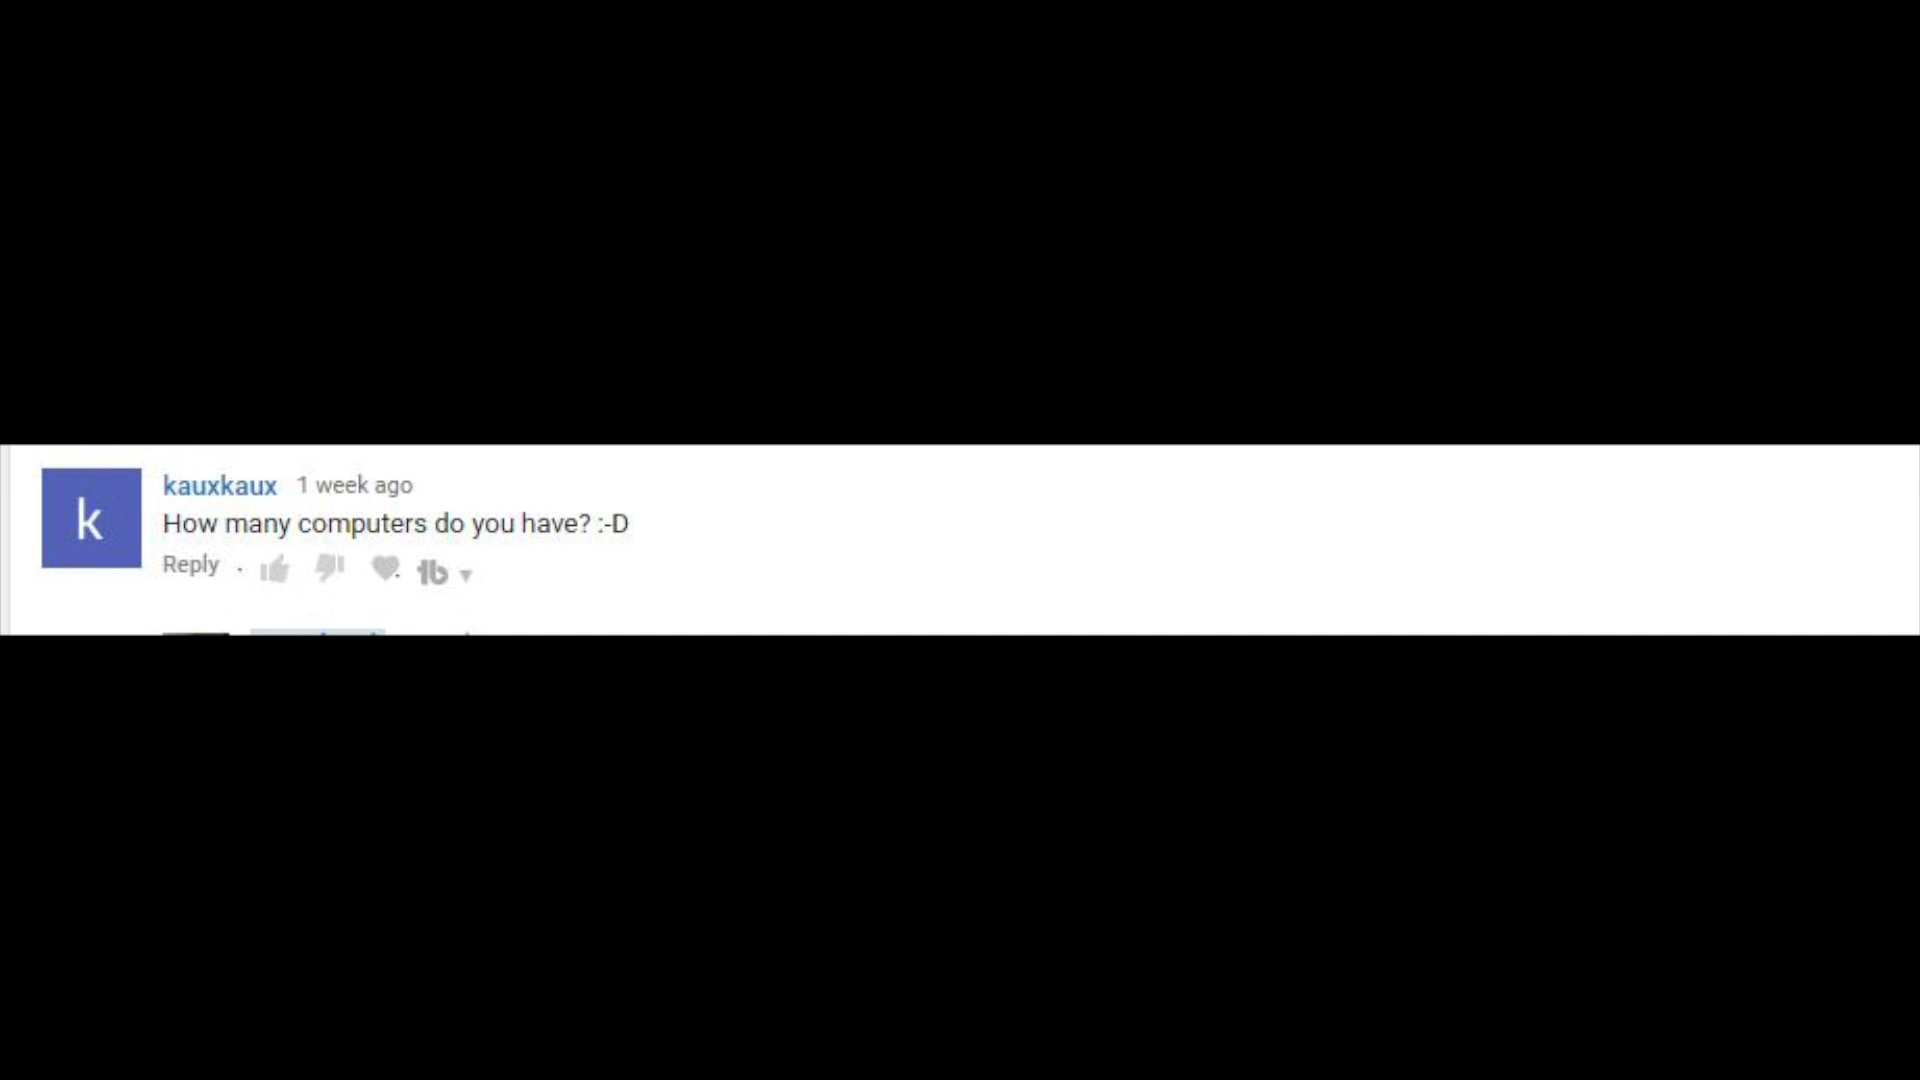 k
kauxkaux 1 week ago
How many computers do you have? :-D
Reply .